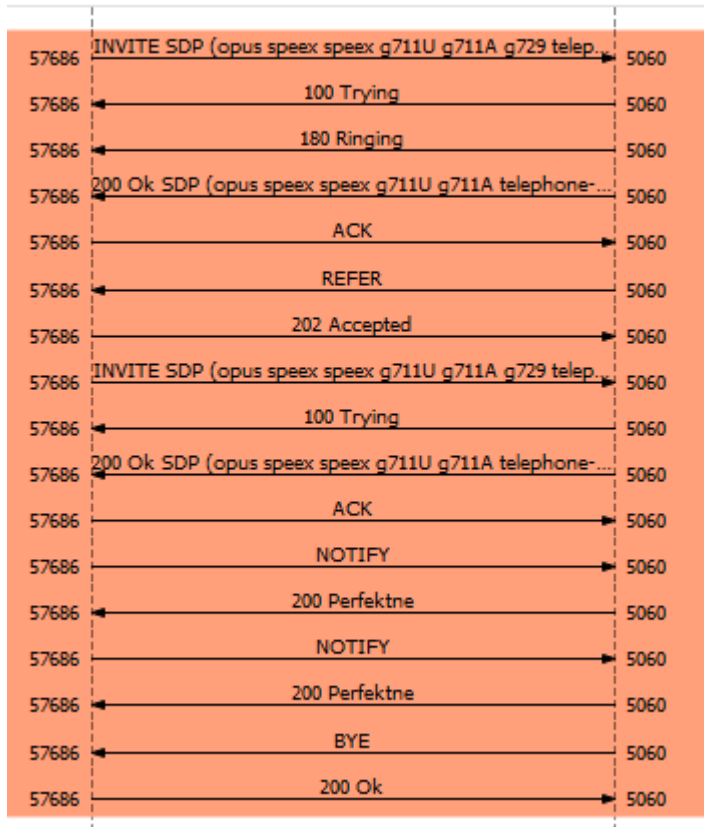 57686 INVITE SDP (opus speex speex g711U g711A g729 telep... 5060
57686 100 Trying 5060
57686 180 Ringing 5060
57686 200 Ok SDP (opus speex speex g711U g711A telephone-... 5060
57686 ACK 5060
57686 REFER 5060
57686 202 Accepted 5060
57686 INVITE SDP (opus speex speex g711U g711A g729 telep... 5060
57686 100 Trying 5060
57686 200 Ok SDP (opus speex speex g711U g711A telephone-... 5060
57686 ACK 5060
57686 NOTIFY 5060
57686 200 Perfektne 5060
57686 NOTIFY 5060
57686 200 Perfektne 5060
57686 BYE 5060
57686 200 Ok 5060